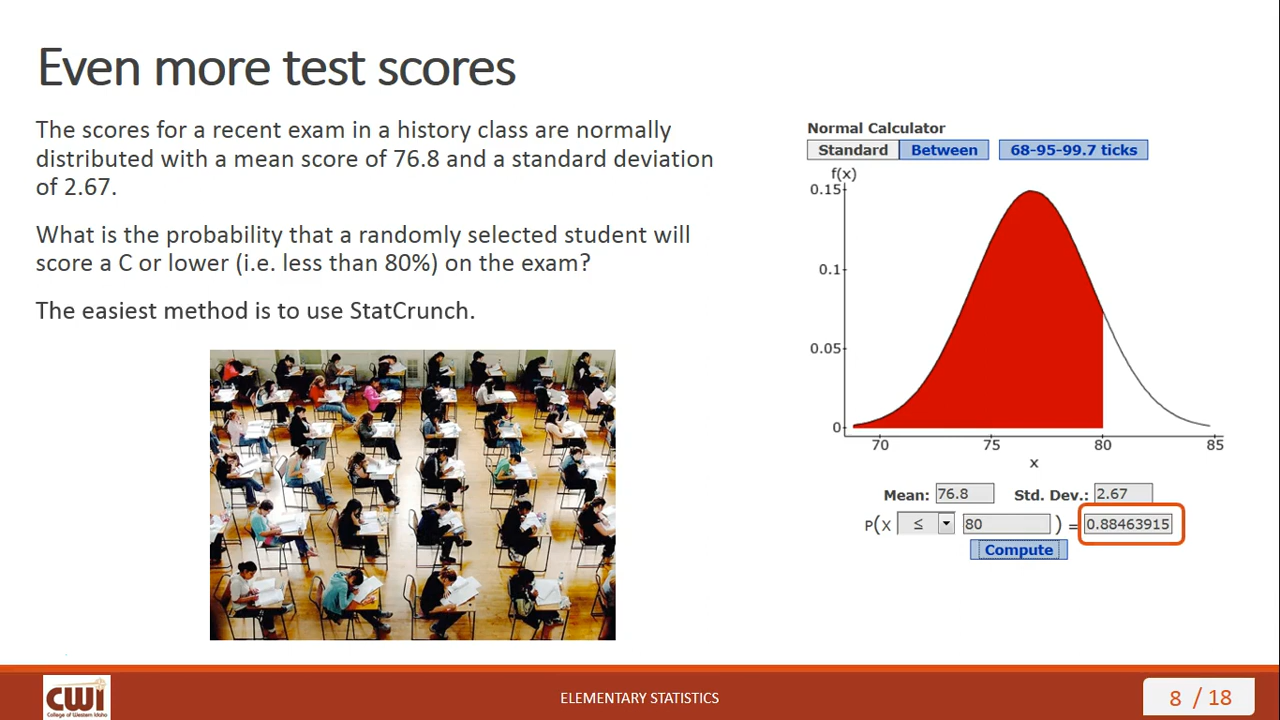 Even more test scores
The scores for a recent exam in a history class are normally
distributed with a mean score of 76.8 and a standard deviation
of 2.67.
What is the probability that a randomly selected student will
score a C or lower (i.e. less than 80%) on the exam?
The easiest method is to use StatCrunch.
Normal Calculator
Standard Between 68-95-99.7 ticks
f(x)
0.15
0.1
0.05
0
70 75 80 85
x
Mean: 76.8 Std. Dev.: 2.67
P(X ≤ 80 ) = 0.88463915
Compute
CWI
College of Western Idaho
ELEMENTARY STATISTICS
8 / 18